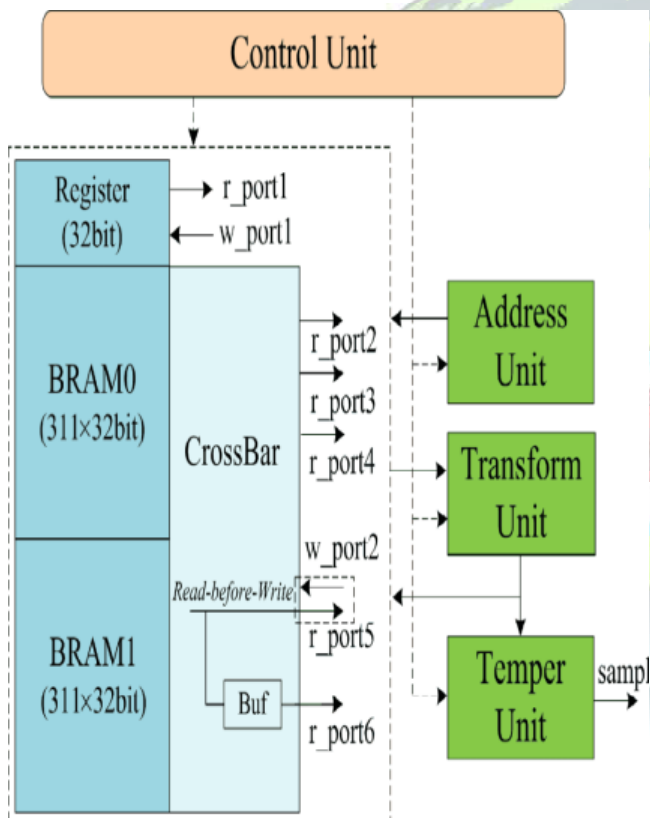 Control Unit
Register
(32bit)
r_port1
w_port1
BRAM0
(311×32bit)
CrossBar
r_port2
r_port3
r_port4
Address
Unit
Transform
Unit
w_port2
Read-before-Write
r_port5
BRAM1
(311×32bit)
Buf
r_port6
Temper
Unit
sampl